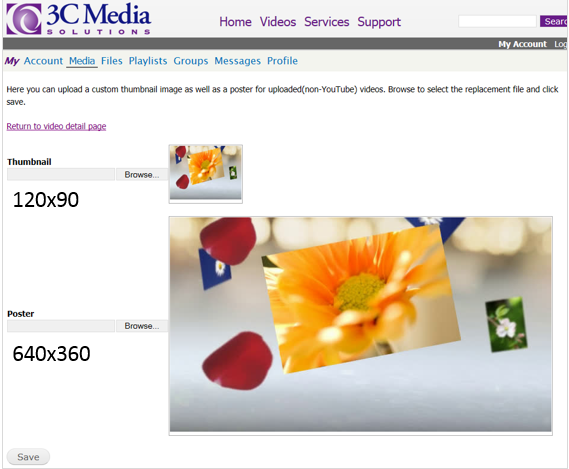 3C Media
SOLUTIONS
Home Videos Services Support
Searc
My Account Log
My Account Media Files Playlists Groups Messages Profile
Here you can upload a custom thumbnail image as well as a poster for uploaded(non-YouTube) videos. Browse to select the replacement file and click
save.
Return to video detail page
Thumbnail
Browse...
120x90
Poster
Browse...
640x360
Save